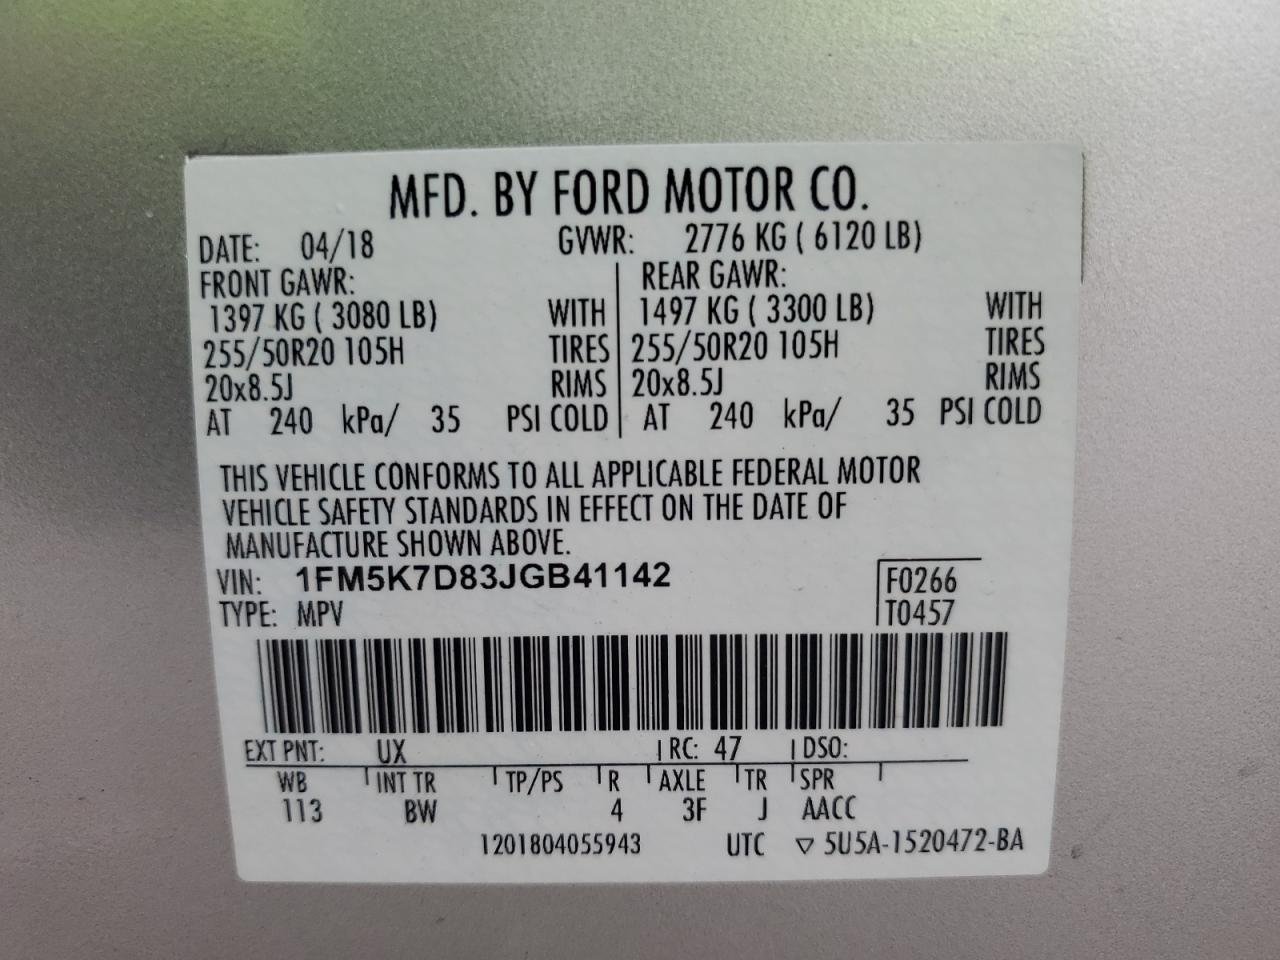 MFD. BY FORD MOTOR CO.
DATE: 04/18 GVWR: 2776 KG ( 6120 LB)
FRONT GAWR: REAR GAWR:
1397 KG ( 3080 LB) WITH 1497 KG ( 3300 LB) WITH
255/50R20 105H TIRES 255/50R20 105H TIRES
20x8.5J RIMS 20x8.5J RIMS
AT 240 kPa/ 35 PSI COLD AT 240 kPa/ 35 PSI COLD
THIS VEHICLE CONFORMS TO ALL APPLICABLE FEDERAL MOTOR
VEHICLE SAFETY STANDARDS IN EFFECT ON THE DATE OF
MANUFACTURE SHOWN ABOVE.
VIN: 1FM5K7D83JGB41142 F0266
TYPE: MPV T0457
EXT PNT: UX RC: 47 DSO:
WB INT TR TP/PS R AXLE TR SPR
113 BW 4 3F J AACC
1201804055943 UTC ▽ 5U5A-1520472-BA